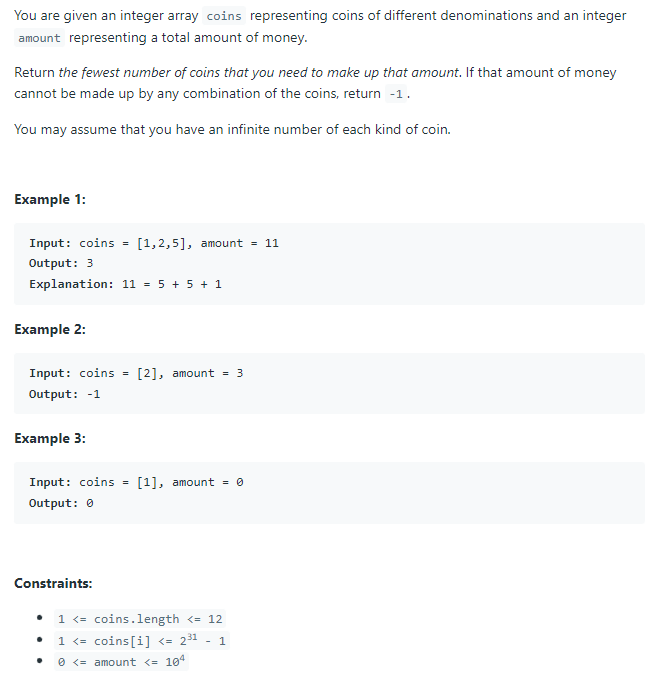 You are given an integer array coins representing coins of different denominations and an integer
amount representing a total amount of money.
Return the fewest number of coins that you need to make up that amount. If that amount of money
cannot be made up by any combination of the coins, return -1.
You may assume that you have an infinite number of each kind of coin.
Example 1:
Input: coins = [1,2,5], amount = 11
Output: 3
Explanation: 11 = 5 + 5 + 1
Example 2:
Input: coins = [2], amount = 3
Output: -1
Example 3:
Input: coins = [1], amount = 0
Output: 0
Constraints:
• 1 <= coins.length <= 12
• 1 <= coins[i] <= 2³¹ - 1
• 0 <= amount <= 10⁴